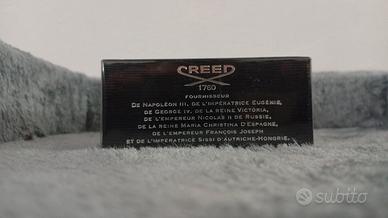 CREED
1760
FOURNISSEUR
DE NAPOLÉON III, DE L'IMPÉRATRICE EUGÉNIE,
DE GEORGE IV, DE LA REINE VICTORIA,
DE L'EMPEREUR NICOLAS II DE RUSSIE,
DE LA REINE MARIA CHRISTINA D'ESPAGNE,
DE L'EMPEREUR FRANÇOIS JOSEPH
ET DE L'IMPÉRATRICE SISSI D'AUTRICHE-HONGRIE.
subito